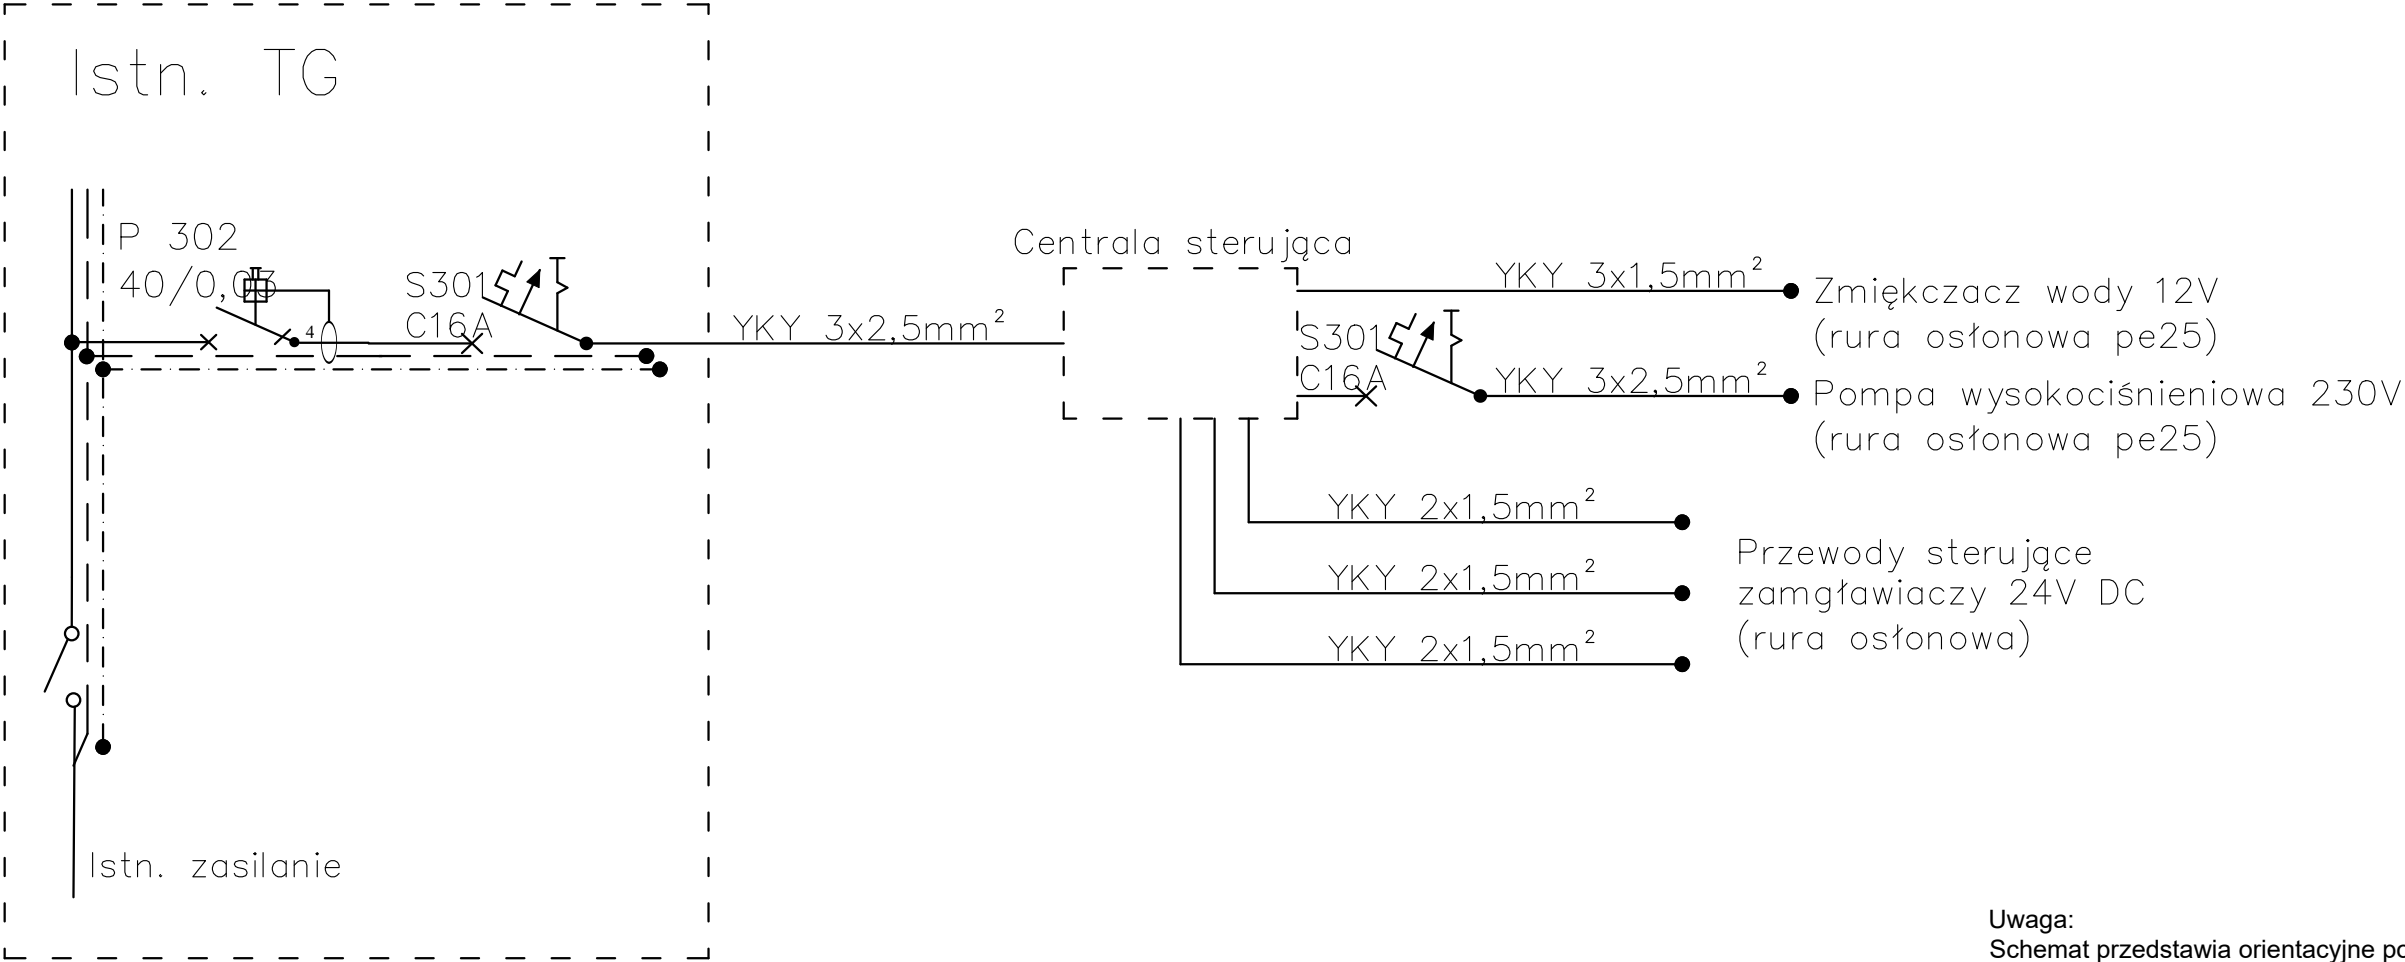 Istn. TG
P 302
40/0,03
S301
C16A
4
YKY 3x2,5mm²
Centrala sterująca
YKY 3x1,5mm²
Zmiękczacz wody 12V
(rura osłonowa pe25)
S301
C16A
YKY 3x2,5mm²
Pompa wysokociśnieniowa 230V
(rura osłonowa pe25)
YKY 2x1,5mm²
YKY 2x1,5mm²
YKY 2x1,5mm²
Przewody sterujące
zamgławiaczy 24V DC
(rura osłonowa)
Istn. zasilanie
Uwaga:
Schemat przedstawia orientacyjne